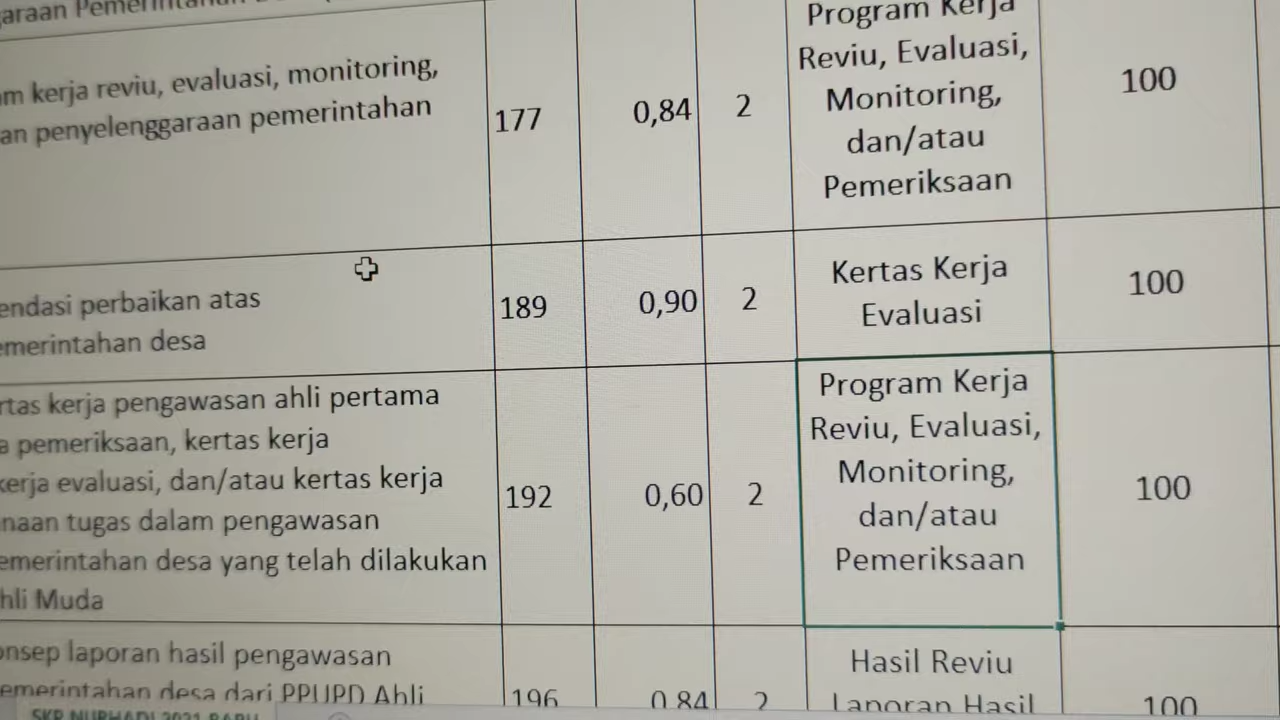 Program Kerja
am kerja reviu, evaluasi, monitoring,
an penyelenggaraan pemerintahan
177
0,84
2
Reviu, Evaluasi,
Monitoring,
dan/atau
Pemeriksaan
100
endasi perbaikan atas
emerintahan desa
189
0,90
2
Kertas Kerja
Evaluasi
100
rtas kerja pengawasan ahli pertama
a pemeriksaan, kertas kerja
kerja evaluasi, dan/atau kertas kerja
naan tugas dalam pengawasan
emerintahan desa yang telah dilakukan
hli Muda
192
0,60
2
Program Kerja
Reviu, Evaluasi,
Monitoring,
dan/atau
Pemeriksaan
100
onsep laporan hasil pengawasan
emerintahan desa dari PPUPD Ahli
196
0,84
2
Hasil Reviu
Laporan Hasil
100
SKP NURHADI 2021 BARU